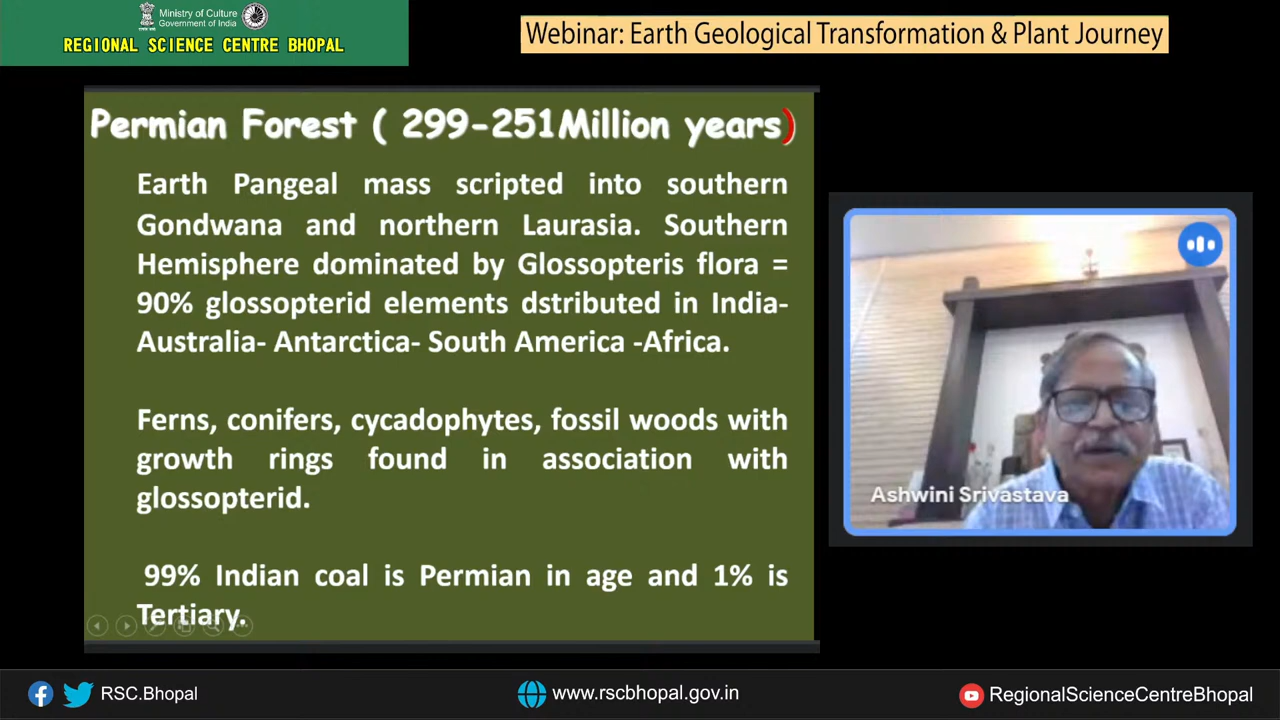 Ministry of Culture
Government of India
REGIONAL SCIENCE CENTRE BHOPAL
Webinar: Earth Geological Transformation & Plant Journey
Permian Forest ( 299-251Million years)
Earth Pangeal mass scripted into southern
Gondwana and northern Laurasia. Southern
Hemisphere dominated by Glossopteris flora =
90% glossopterid elements dstributed in India-
Australia- Antarctica- South America -Africa.
Ferns, conifers, cycadophytes, fossil woods with
growth rings found in association with
glossopterid.
99% Indian coal is Permian in age and 1% is
Tertiary.
Ashwini Srivastava
RSC.Bhopal
www.rscbhopal.gov.in
RegionalScienceCentreBhopal